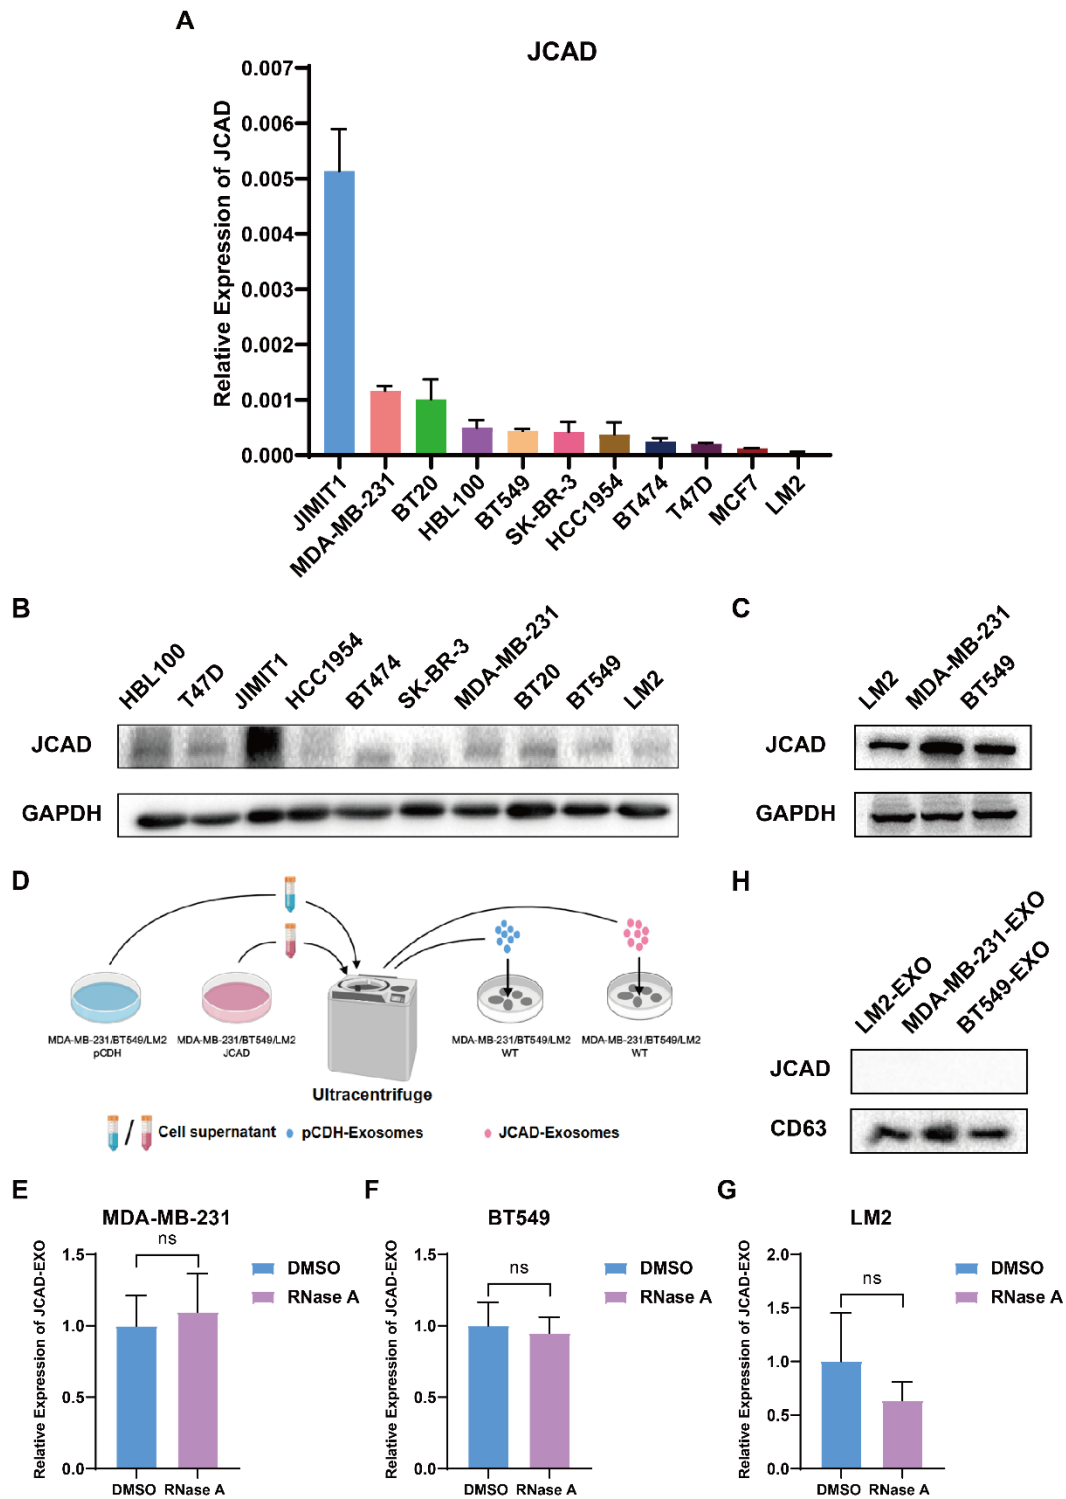 A
JCAD
Relative Expression of JCAD
0.007
0.006
0.005
0.004
0.003
0.002
0.001
0.000
JIMIT1
MDA-MB-231
BT20
HBL100
BT549
SK-BR-3
HCC1954
BT474
T47D
MCF7
LM2
B
HBL100
T47D
JIMIT1
HCC1954
BT474
SK-BR-3
MDA-MB-231
BT20
BT549
LM2
JCAD
GAPDH
C
LM2
MDA-MB-231
BT549
JCAD
GAPDH
D
MDA-MB-231/BT549/LM2
pCDH
MDA-MB-231/BT549/LM2
JCAD
Ultracentrifuge
MDA-MB-231/BT549/LM2
WT
MDA-MB-231/BT549/LM2
WT
/ Cell supernatant
pCDH-Exosomes
JCAD-Exosomes
H
LM2-EXO
MDA-MB-231-EXO
BT549-EXO
JCAD
CD63
E
MDA-MB-231
Relative Expression of JCAD-EXO
1.5
1.0
0.5
0.0
ns
DMSO
RNase A
DMSO RNase A
F
BT549
Relative Expression of JCAD-EXO
1.5
1.0
0.5
0.0
ns
DMSO
RNase A
DMSO RNase A
G
LM2
Relative Expression of JCAD-EXO
2.0
1.5
1.0
0.5
0.0
ns
DMSO
RNase A
DMSO RNase A